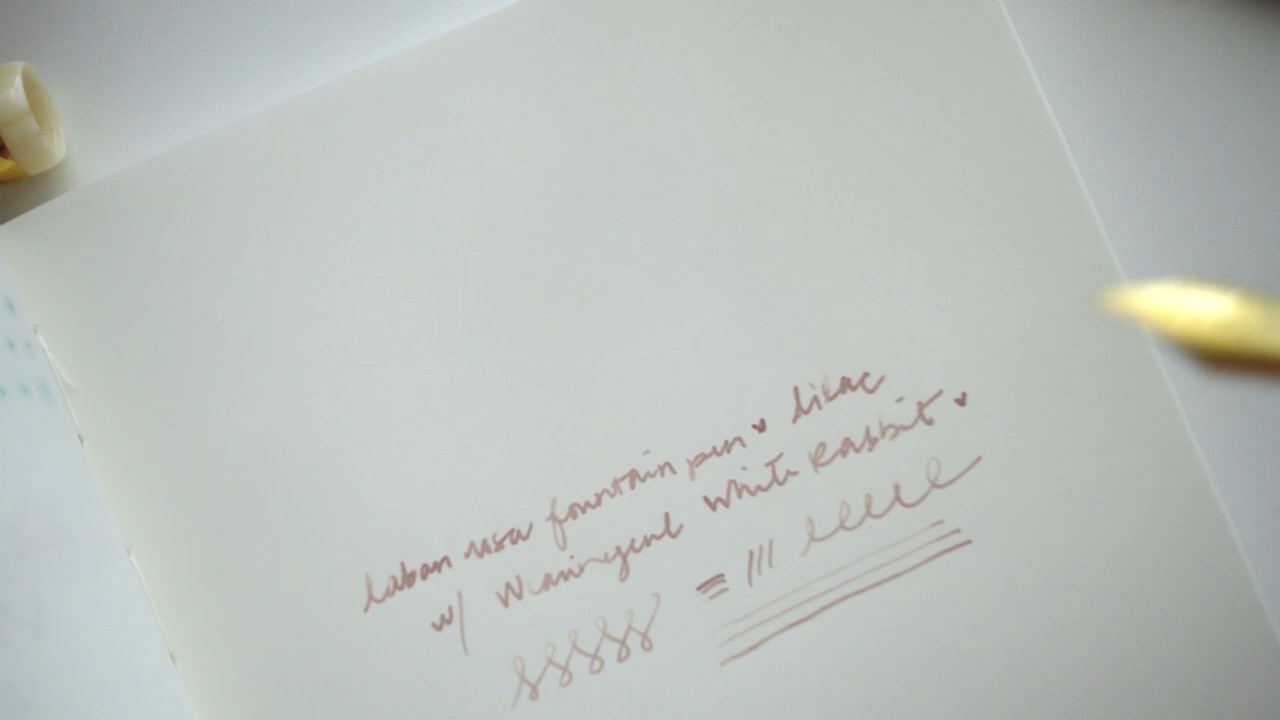 laban rosa fountain pen ♥ lilac
w/ Wearingeul White Rabbit ♥